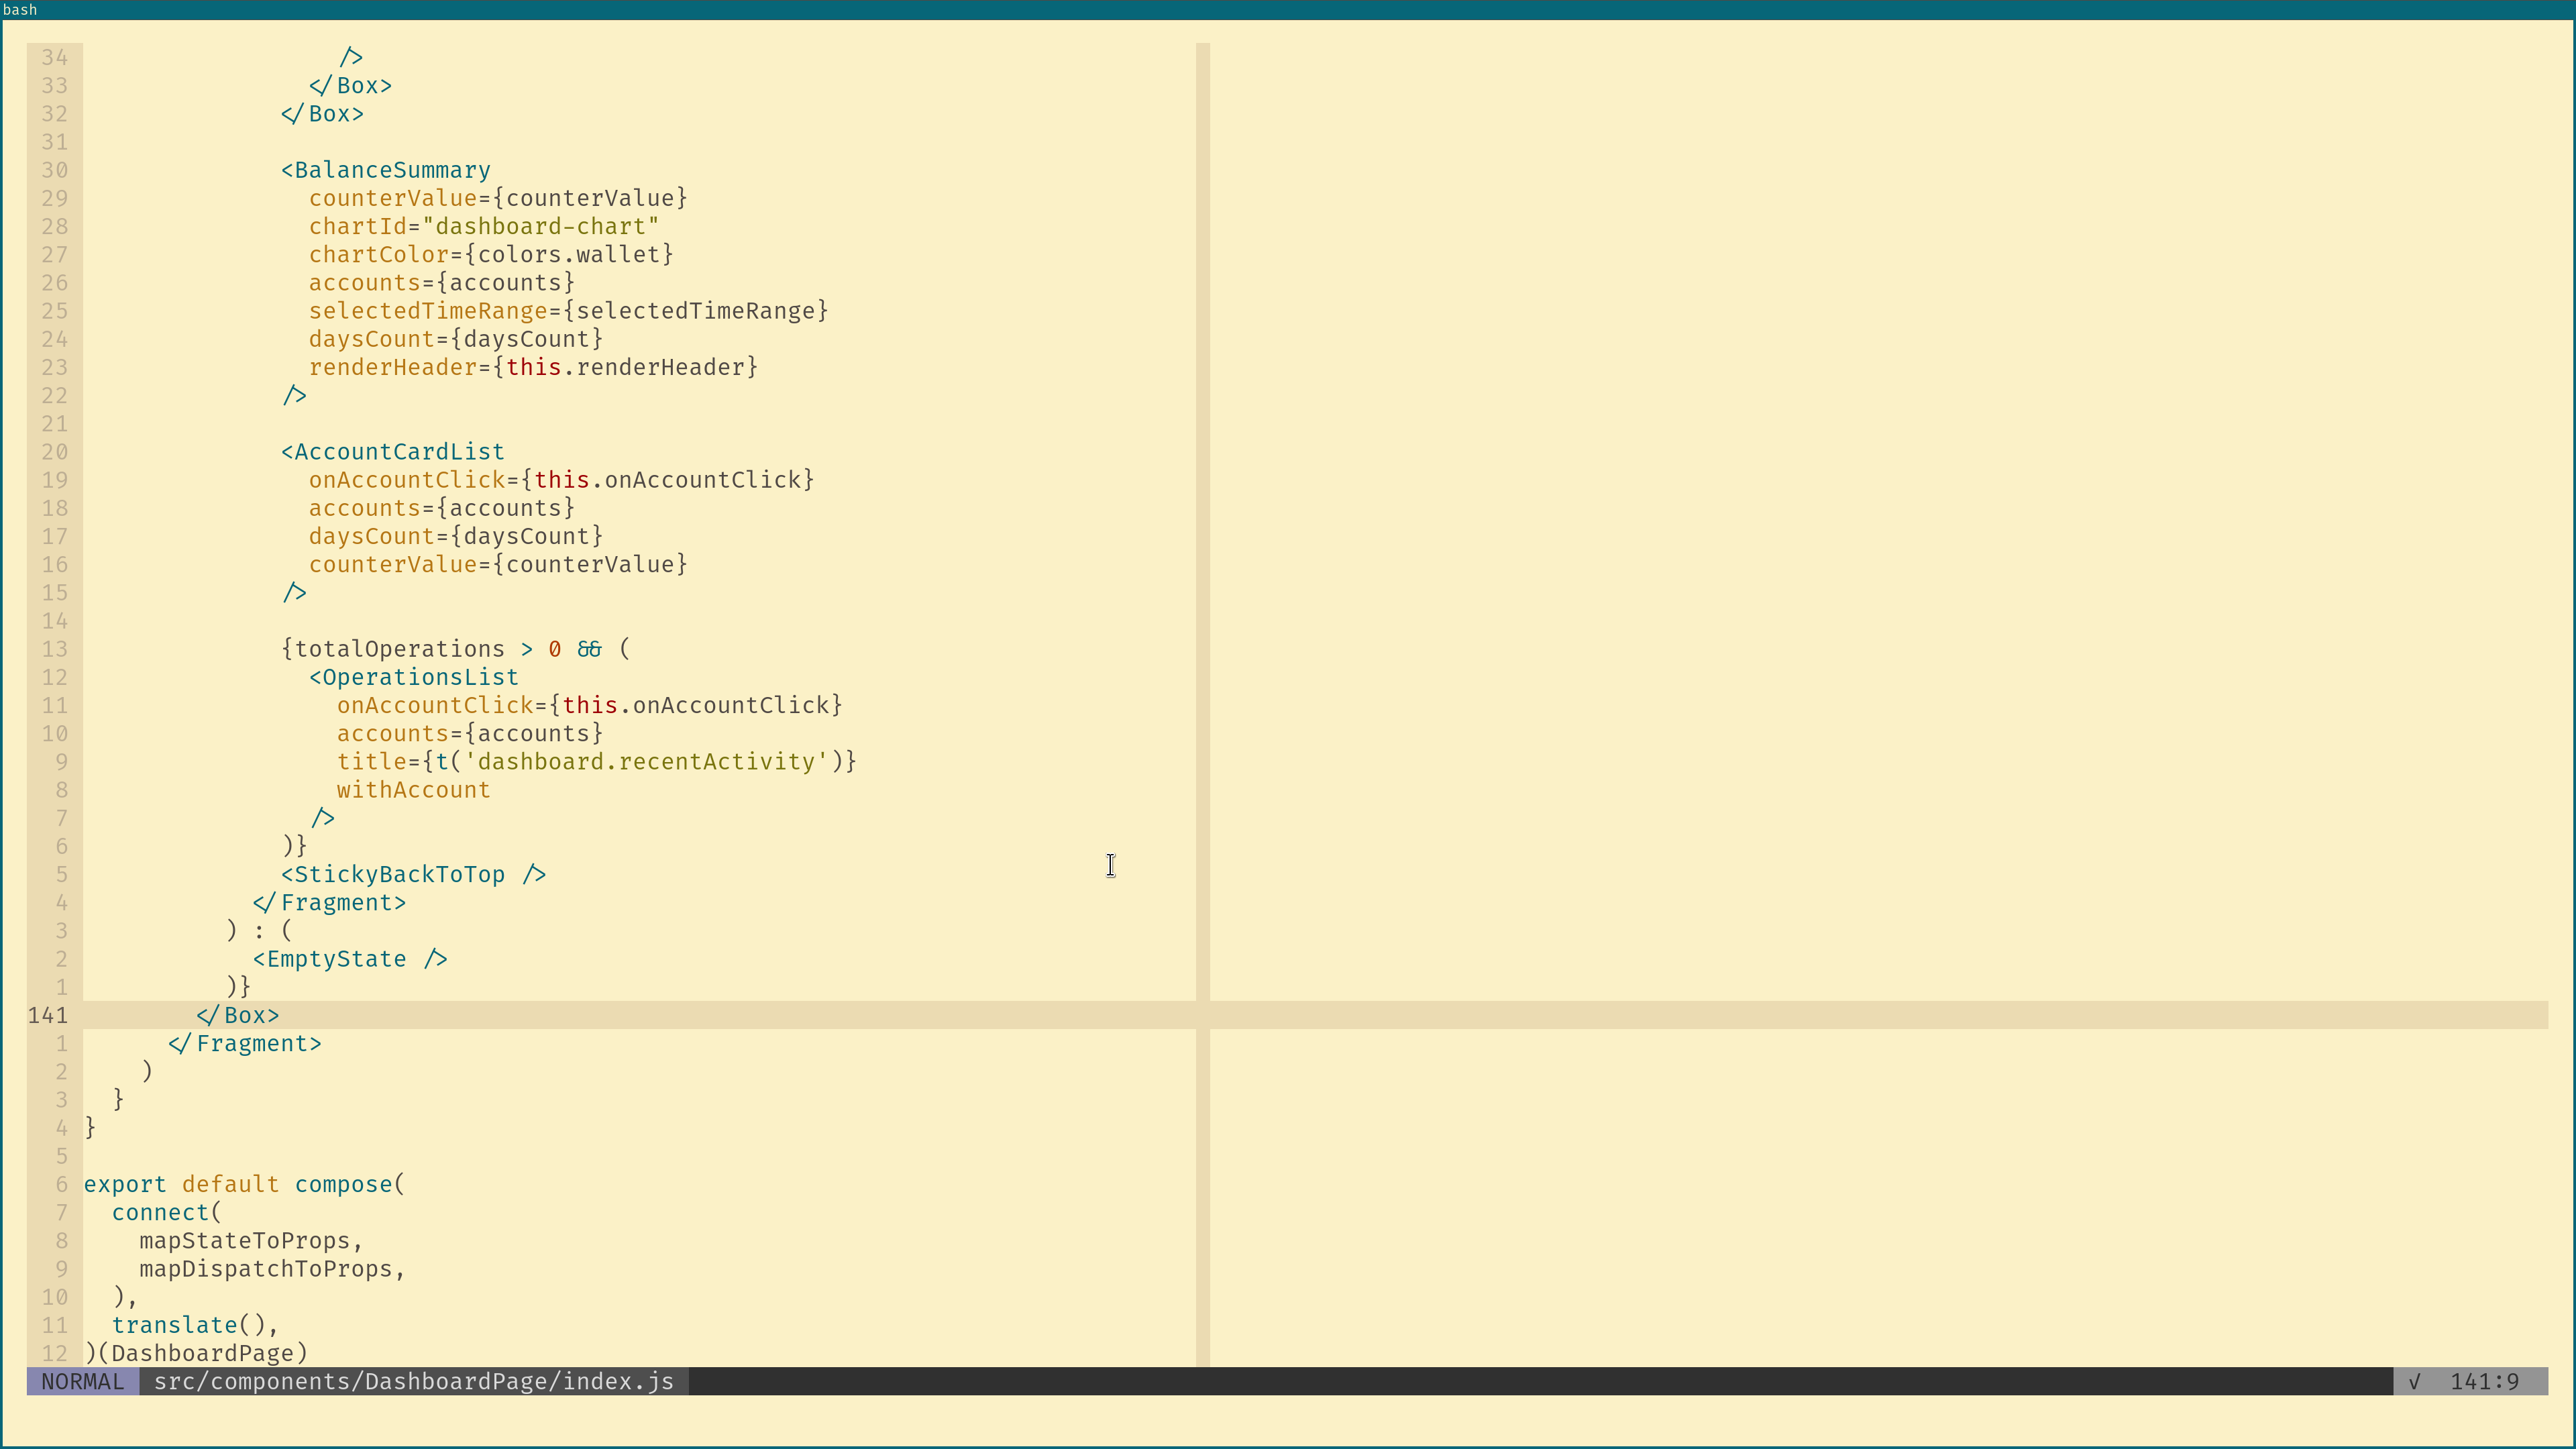 bash
34                   />
33                 </Box>
32               </Box>
31
30               <BalanceSummary
29                 counterValue={counterValue}
28                 chartId="dashboard-chart"
27                 chartColor={colors.wallet}
26                 accounts={accounts}
25                 selectedTimeRange={selectedTimeRange}
24                 daysCount={daysCount}
23                 renderHeader={this.renderHeader}
22               />
21
20               <AccountCardList
19                 onAccountClick={this.onAccountClick}
18                 accounts={accounts}
17                 daysCount={daysCount}
16                 counterValue={counterValue}
15               />
14
13               {totalOperations > 0 && (
12                 <OperationsList
11                   onAccountClick={this.onAccountClick}
10                   accounts={accounts}
9                   title={t('dashboard.recentActivity')}
8                   withAccount
7                 />
6               )}
5               <StickyBackToTop />
4             </Fragment>
3           ) : (
2             <EmptyState />
1           )}
141         </Box>
1       </Fragment>
2     )
3   }
4 }
5
6 export default compose(
7   connect(
8     mapStateToProps,
9     mapDispatchToProps,
10   ),
11   translate(),
12 )(DashboardPage)
NORMAL src/components/DashboardPage/index.js √ 141:9